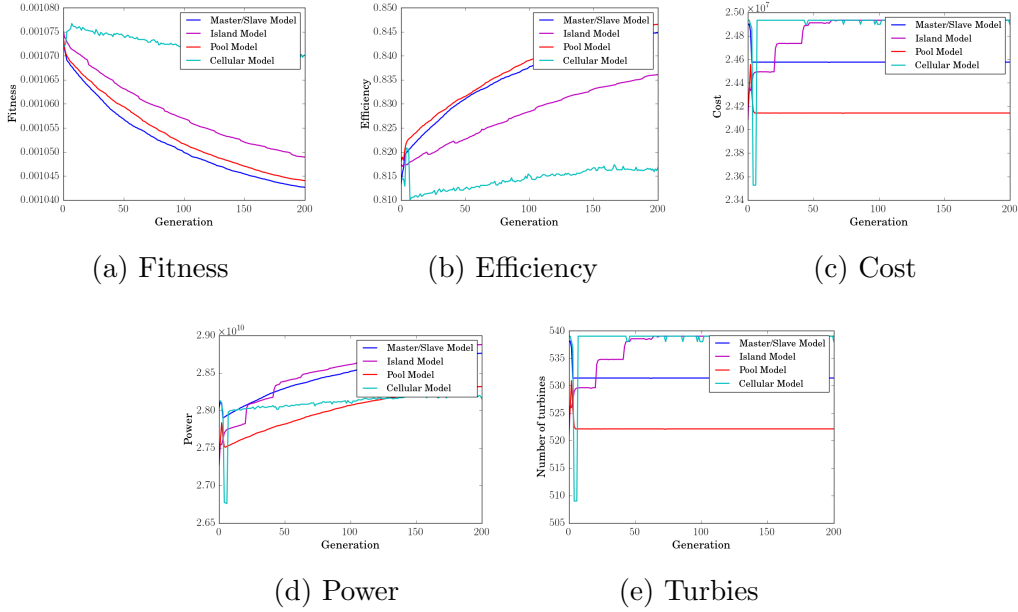 0.001080
0.001075
0.001070
0.001065
0.001060
0.001055
0.001050
0.001045
0.001040
Fitness
0 50 100 150 200
Generation
Master/Slave Model
Island Model
Pool Model
Cellular Model
(a) Fitness
0.850
0.845
0.840
0.835
0.830
0.825
0.820
0.815
0.810
Efficiency
0 50 100 150 200
Generation
Master/Slave Model
Island Model
Pool Model
Cellular Model
(b) Efficiency
2.50 ×10^7
2.48
2.46
2.44
2.42
2.40
2.38
2.36
2.34
Cost
0 50 100 150 200
Generation
Master/Slave Model
Island Model
Pool Model
Cellular Model
(c) Cost
2.90 ×10^10
2.85
2.80
2.75
2.70
2.65
Power
0 50 100 150 200
Generation
Master/Slave Model
Island Model
Pool Model
Cellular Model
(d) Power
540
535
530
525
520
515
510
505
Number of turbines
0 50 100 150 200
Generation
Master/Slave Model
Island Model
Pool Model
Cellular Model
(e) Turbies